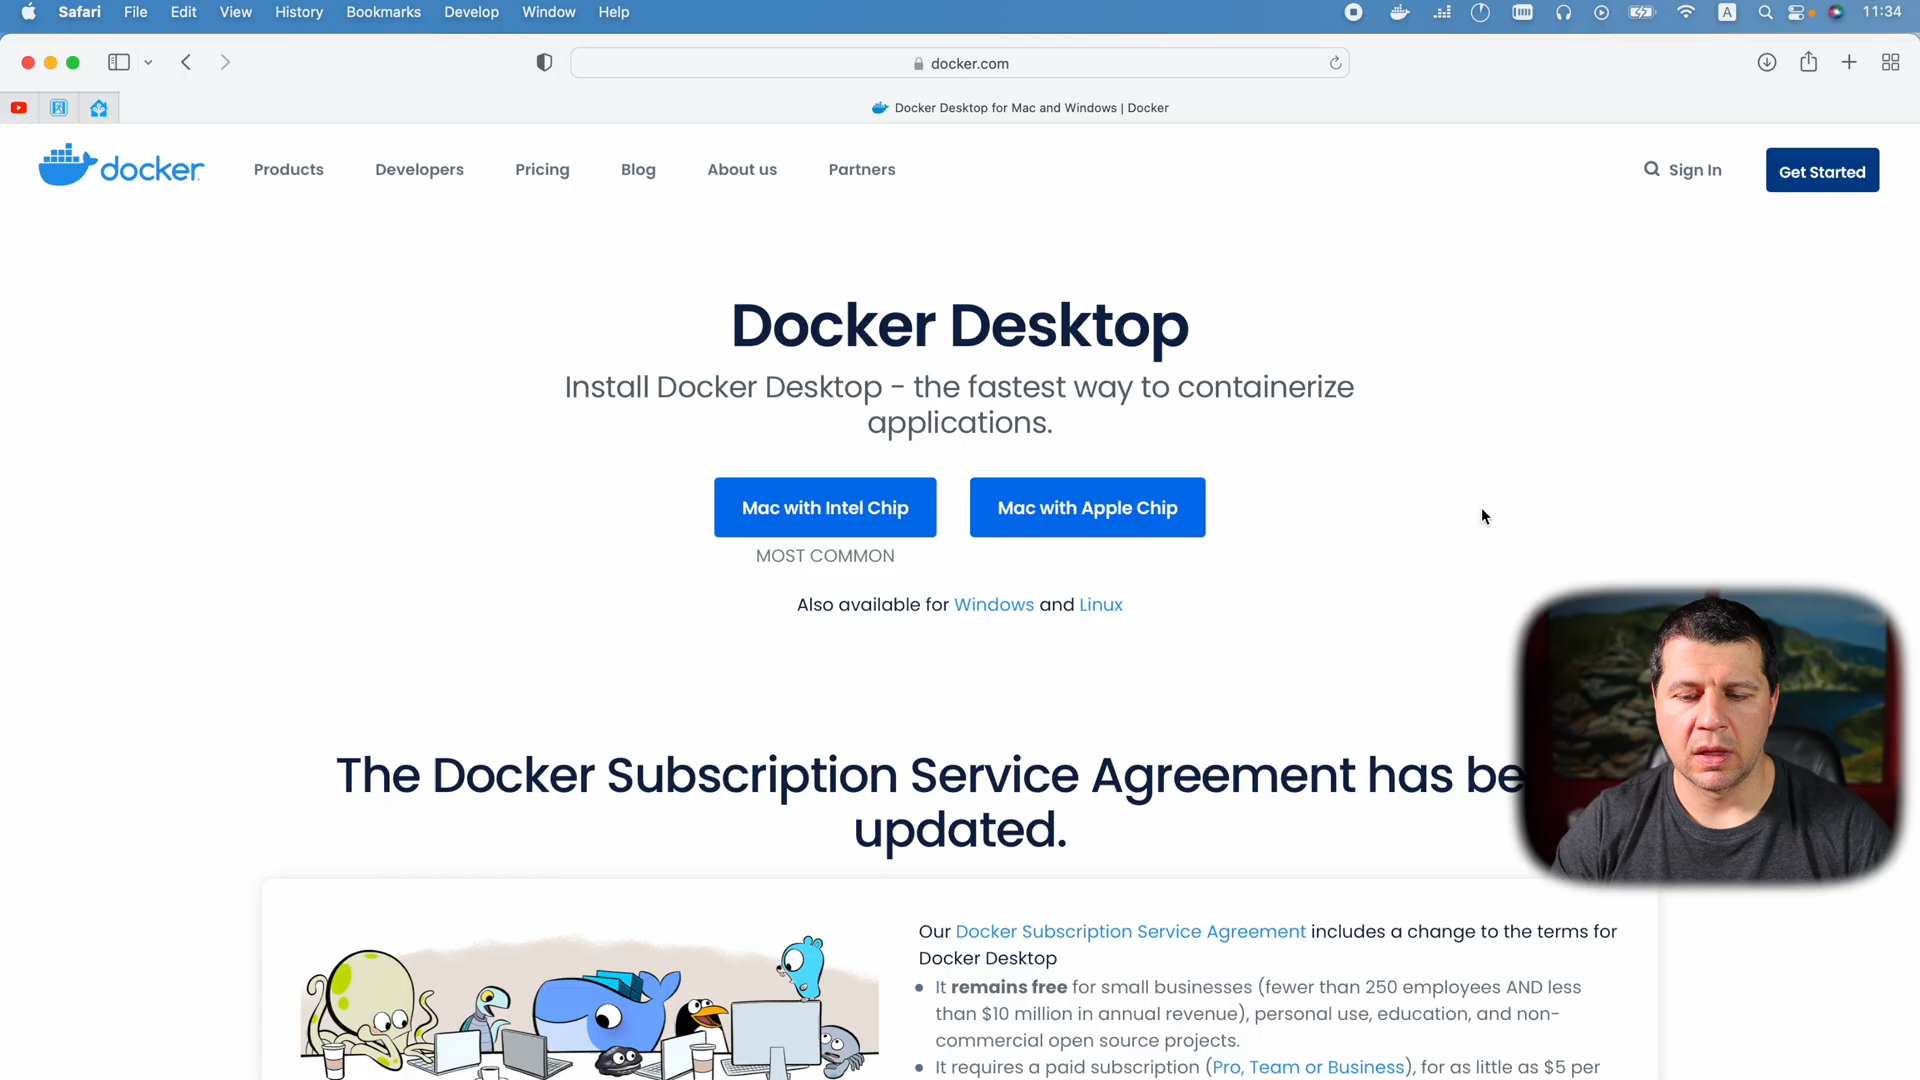 Safari File Edit View History Bookmarks Develop Window Help A 11:34
docker.com
Docker Desktop for Mac and Windows | Docker
docker Products Developers Pricing Blog About us Partners Sign In Get Started
Docker Desktop
Install Docker Desktop - the fastest way to containerize
applications.
Mac with Intel Chip Mac with Apple Chip
MOST COMMON
Also available for Windows and Linux
The Docker Subscription Service Agreement has be
updated.
Our Docker Subscription Service Agreement includes a change to the terms for
Docker Desktop
• It remains free for small businesses (fewer than 250 employees AND less
than $10 million in annual revenue), personal use, education, and non-
commercial open source projects.
• It requires a paid subscription (Pro, Team or Business), for as little as $5 per